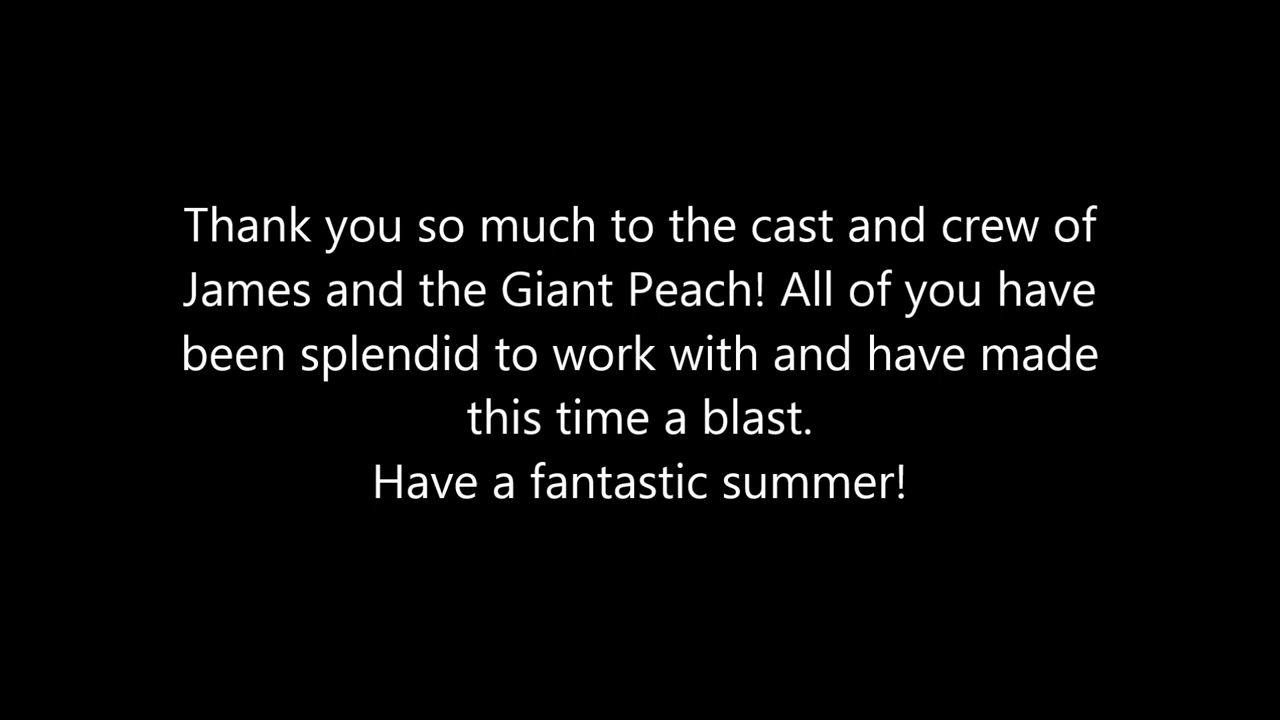 Thank you so much to the cast and crew of
James and the Giant Peach! All of you have
been splendid to work with and have made
this time a blast.
Have a fantastic summer!